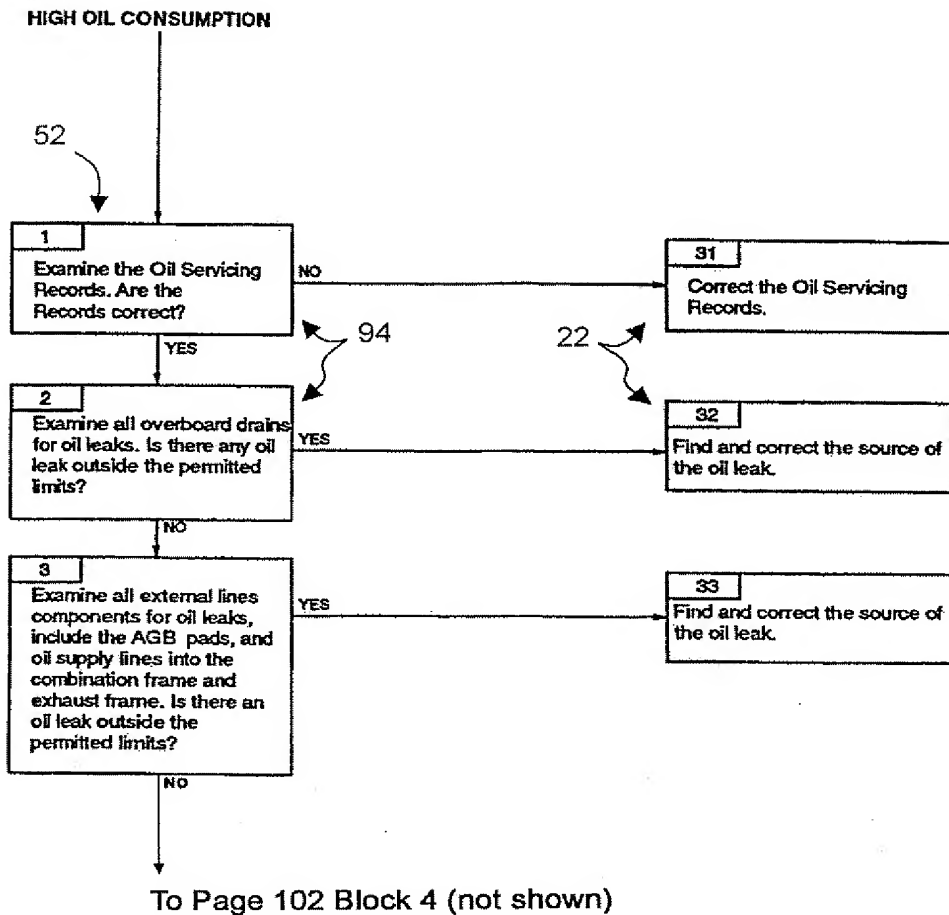 HIGH OIL CONSUMPTION
52
1
Examine the Oil Servicing
Records. Are the
Records correct?
NO
31
Correct the Oil Servicing
Records.
94
22
YES
2
Examine all overboard drains
for oil leaks. Is there any oil
leak outside the permitted
limits?
YES
32
Find and correct the source of
the oil leak.
NO
3
Examine all external lines
components for oil leaks,
include the AGB pads, and
oil supply lines into the
combination frame and
exhaust frame. Is there an
oil leak outside the
permitted limits?
YES
33
Find and correct the source of
the oil leak.
NO
To Page 102 Block 4 (not shown)